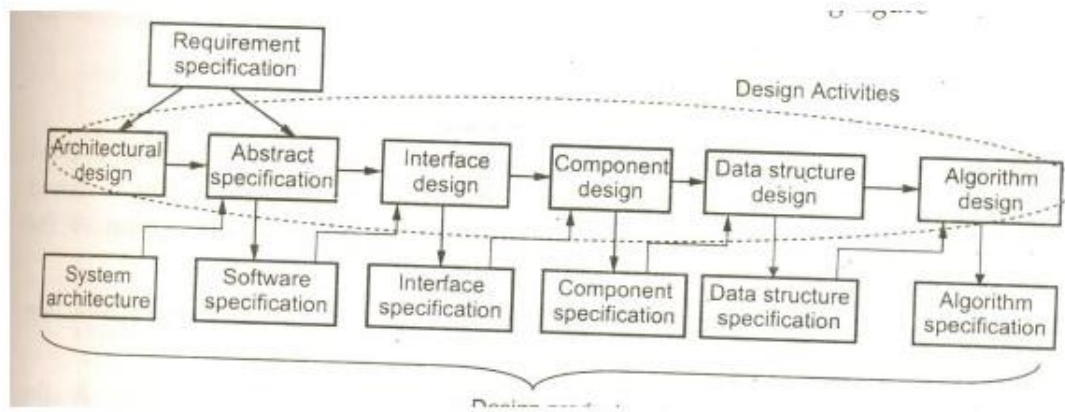 Requirement
specification
Design Activities
Architectural
design
Abstract
specification
Interface
design
Component
design
Data structure
design
Algorithm
design
System
architecture
Software
specification
Interface
specification
Component
specification
Data structure
specification
Algorithm
specification
Design